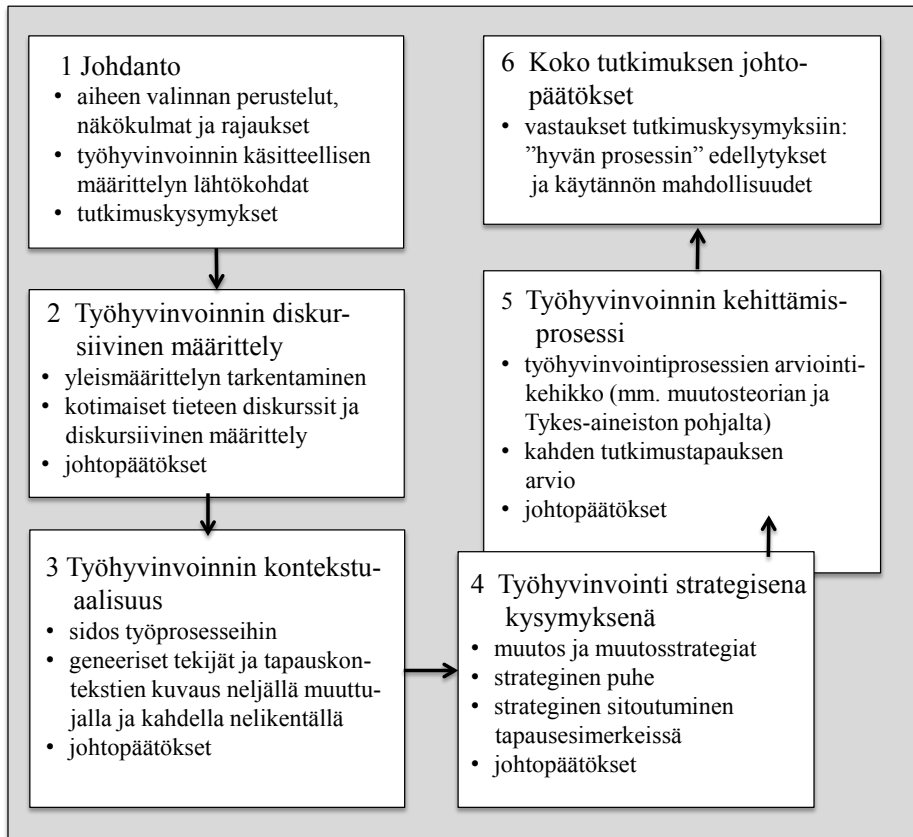 1 Johdanto
• aiheen valinnan perustelut,
näkökulmat ja rajaukset
• työhyvinvoinnin käsitteellisen
määrittelyn lähtökohdat
• tutkimuskysymykset
2 Työhyvinvoinnin diskur-
siivinen määrittely
• yleismäärittelyn tarkentaminen
• kotimaiset tieteen diskurssit ja
diskursiivinen määrittely
• johtopäätökset
3 Työhyvinvoinnin kontekstu-
aalisuus
• sidos työprosesseihin
• geneeriset tekijät ja tapauskon-
tekstien kuvaus neljällä muuttu-
jalla ja kahdella nelikentällä
• johtopäätökset
4 Työhyvinvointi strategisena
kysymyksenä
• muutos ja muutosstrategiat
• strateginen puhe
• strateginen sitoutuminen
tapausesimerkeissä
• johtopäätökset
5 Työhyvinvoinnin kehittämis-
prosessi
• työhyvinvointiprosessien arviointi-
kehikko (mm. muutosteorian ja
Tykes-aineiston pohjalta)
• kahden tutkimustapauksen
arvio
• johtopäätökset
6 Koko tutkimuksen johto-
päätökset
• vastaukset tutkimuskysymyksiin:
”hyvän prosessin” edellytykset
ja käytännön mahdollisuudet